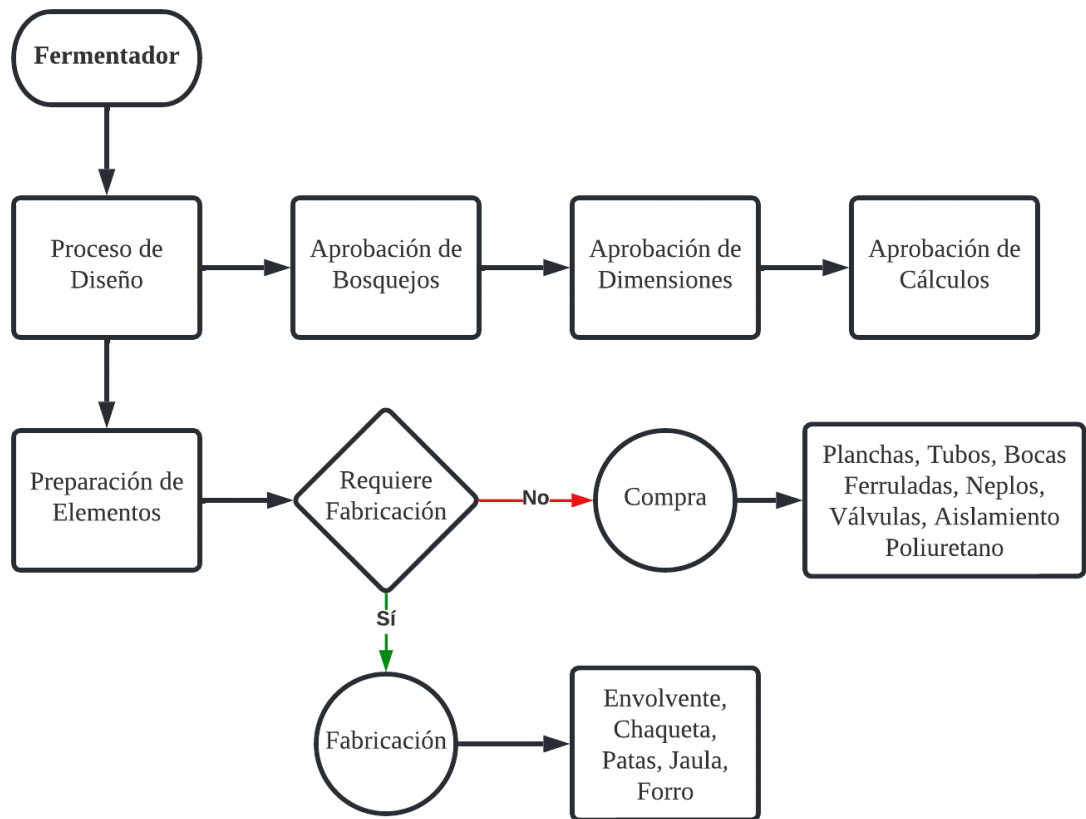 Fermentador
Proceso de
Diseño
Aprobación de
Bosquejos
Aprobación de
Dimensiones
Aprobación de
Cálculos
Preparación de
Elementos
Requiere
Fabricación
No
Compra
Planchas, Tubos, Bocas
Ferruladas, Neplos,
Válvulas, Aislamiento
Poliuretano
Sí
Fabricación
Envolvente,
Chaqueta,
Patas, Jaula,
Forro